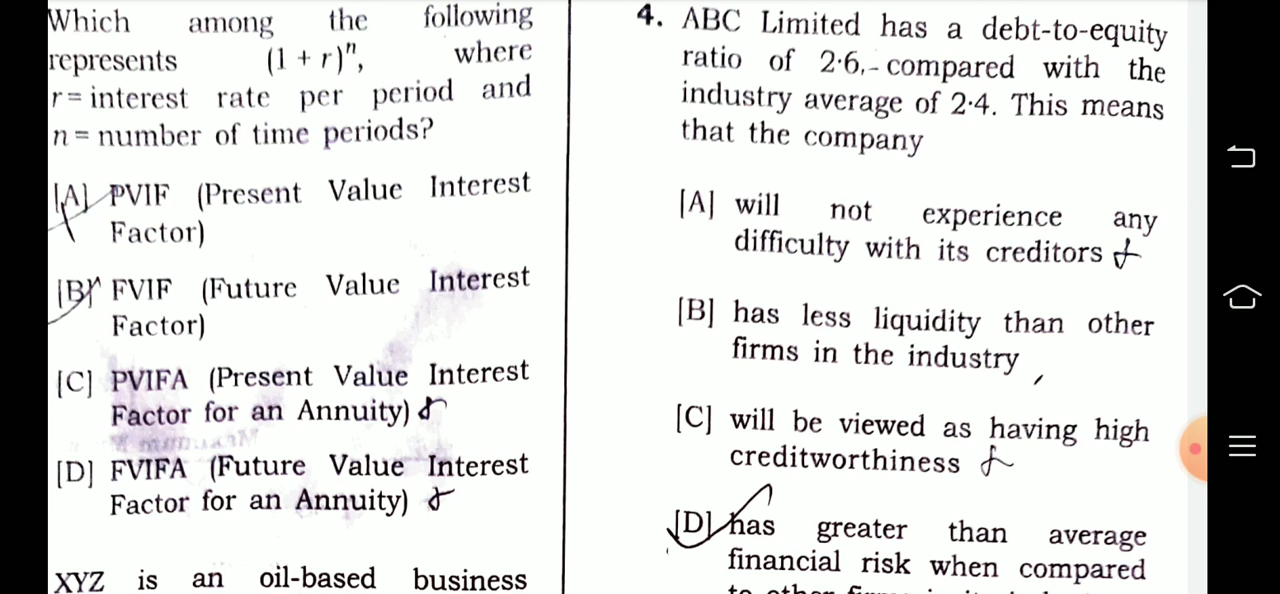 Which among the following
represents (1 + r)ⁿ, where
r = interest rate per period and
n = number of time periods?
[A] PVIF (Present Value Interest
Factor)
[B] FVIF (Future Value Interest
Factor)
[C] PVIFA (Present Value Interest
Factor for an Annuity)
[D] FVIFA (Future Value Interest
Factor for an Annuity)
XYZ is an oil-based business
4. ABC Limited has a debt-to-equity
ratio of 2·6, compared with the
industry average of 2·4. This means
that the company
[A] will not experience any
difficulty with its creditors
[B] has less liquidity than other
firms in the industry
[C] will be viewed as having high
creditworthiness
[D] has greater than average
financial risk when compared